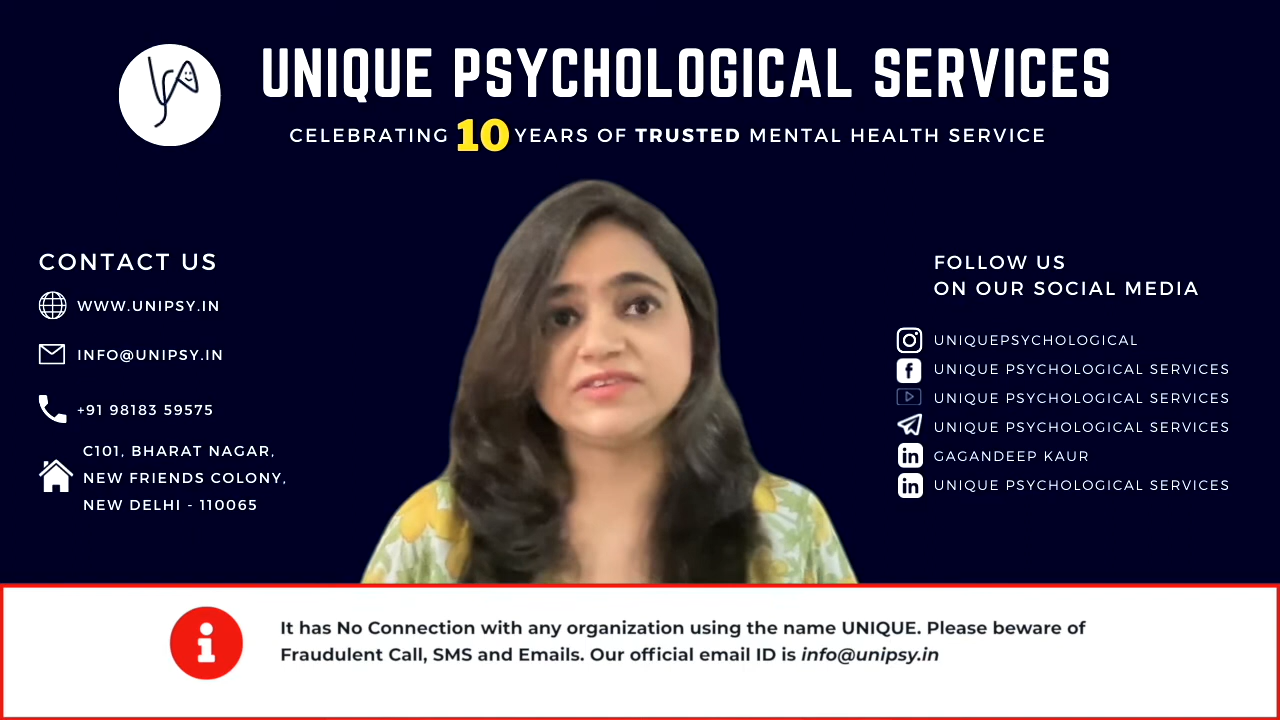 UNIQUE PSYCHOLOGICAL SERVICES
CELEBRATING 10 YEARS OF TRUSTED MENTAL HEALTH SERVICE
CONTACT US
WWW.UNIPSY.IN
INFO@UNIPSY.IN
+91 98183 59575
C101, BHARAT NAGAR,
NEW FRIENDS COLONY,
NEW DELHI - 110065
FOLLOW US
ON OUR SOCIAL MEDIA
UNIQUEPSYCHOLOGICAL
UNIQUE PSYCHOLOGICAL SERVICES
UNIQUE PSYCHOLOGICAL SERVICES
UNIQUE PSYCHOLOGICAL SERVICES
GAGANDEEP KAUR
UNIQUE PSYCHOLOGICAL SERVICES
It has No Connection with any organization using the name UNIQUE. Please beware of
Fraudulent Call, SMS and Emails. Our official email ID is info@unipsy.in